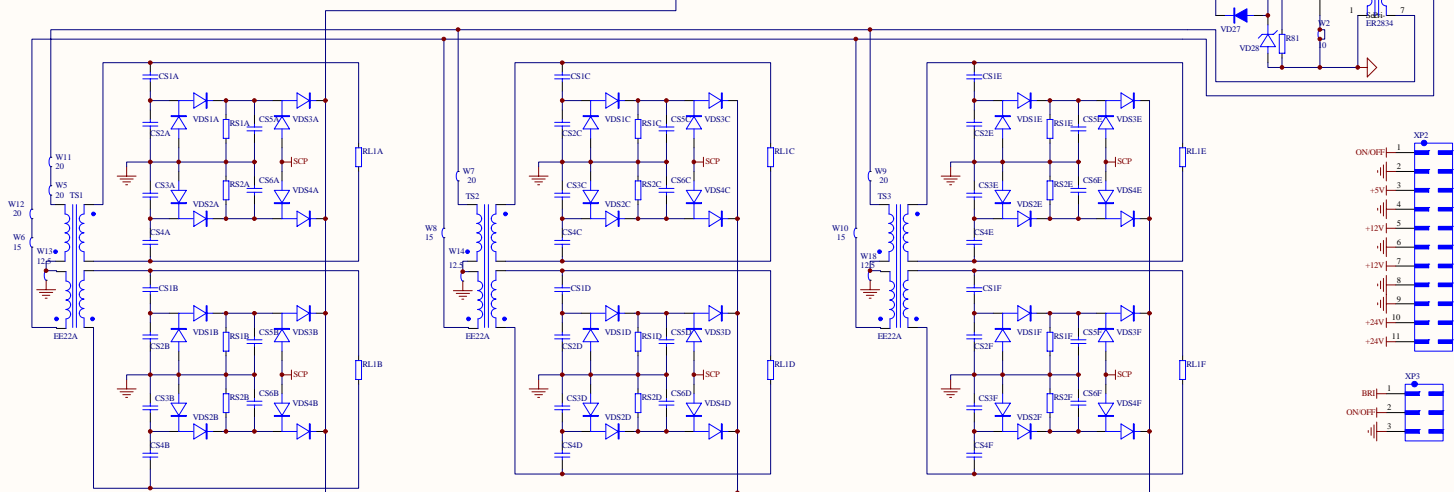 1
SdBi-
7
ER2834
VD27
W2
10
VD28
R81
CS1A
VDS1A
RS1A
CS5A
VDS3A
CS2A
RL1A
SCP
W11
20
W5
20
TS1
CS3A
RS2A
CS6A
VDS4A
VDS2A
W12
20
W6
15
CS4A
W13
12.5
CS1B
VDS1B
RS1B
CS5B
VDS3B
CS2B
EE22A
RL1B
SCP
CS3B
RS2B
CS6B
VDS4B
VDS2B
CS4B
CS1C
VDS1C
RS1C
CS5C
VDS3C
CS2C
RL1C
SCP
W7
20
TS2
CS3C
RS2C
CS6C
VDS4C
VDS2C
W8
15
CS4C
W14
12.5
CS1D
VDS1D
RS1D
CS5D
VDS3D
CS2D
EE22A
RL1D
SCP
CS3D
RS2D
CS6D
VDS4D
VDS2D
CS4D
CS1E
VDS1E
RS1E
CS5E
VDS3E
CS2E
RL1E
SCP
W9
20
TS3
CS3E
RS2E
CS6E
VDS4E
VDS2E
W10
15
CS4E
W18
12.5
CS1F
VDS1F
RS1F
CS5F
VDS3F
CS2F
EE22A
RL1F
SCP
CS3F
RS2F
CS6F
VDS4F
VDS2F
CS4F
XP2
ON/OFF 1
2
+5V 3
4
+12V 5
6
+12V 7
8
9
+24V 10
+24V 11
XP3
BRI 1
ON/OFF 2
3